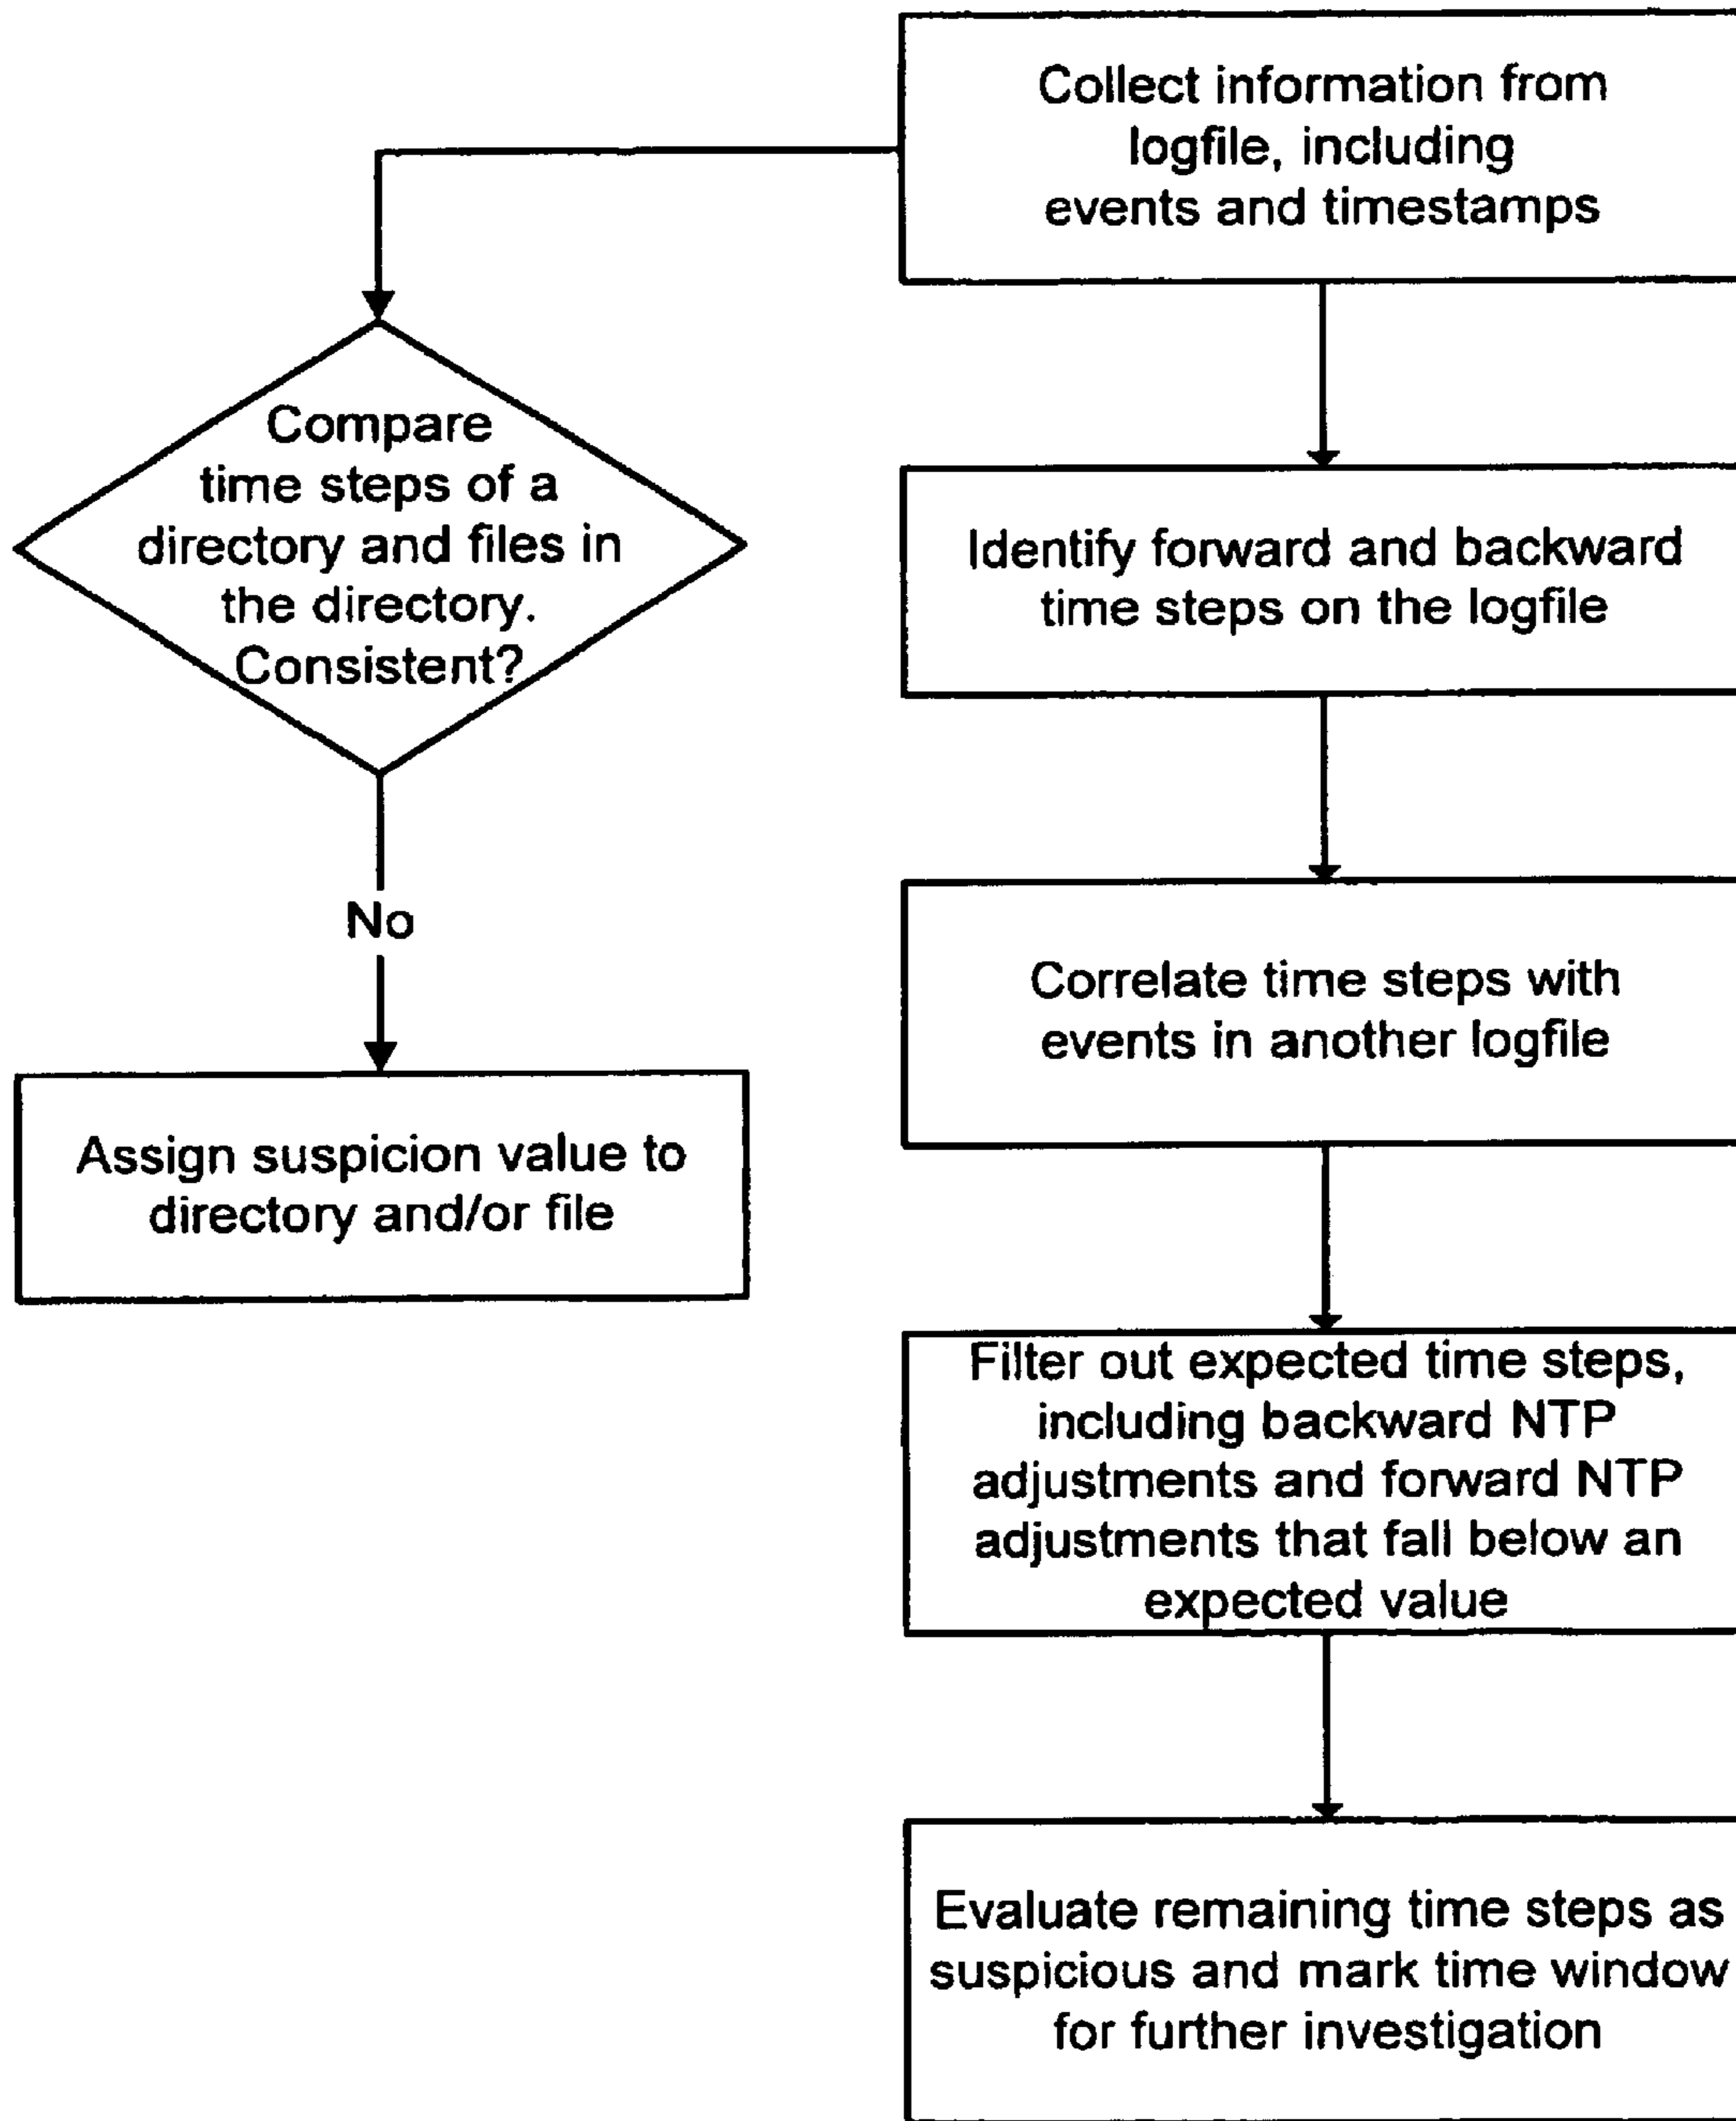 Collect information from
logfile, including
events and timestamps
Compare
time steps of a
directory and files in
the directory.
Consistent?
No
Assign suspicion value to
directory and/or file
Identify forward and backward
time steps on the logfile
Correlate time steps with
events in another logfile
Filter out expected time steps,
including backward NTP
adjustments and forward NTP
adjustments that fall below an
expected value
Evaluate remaining time steps as
suspicious and mark time window
for further investigation